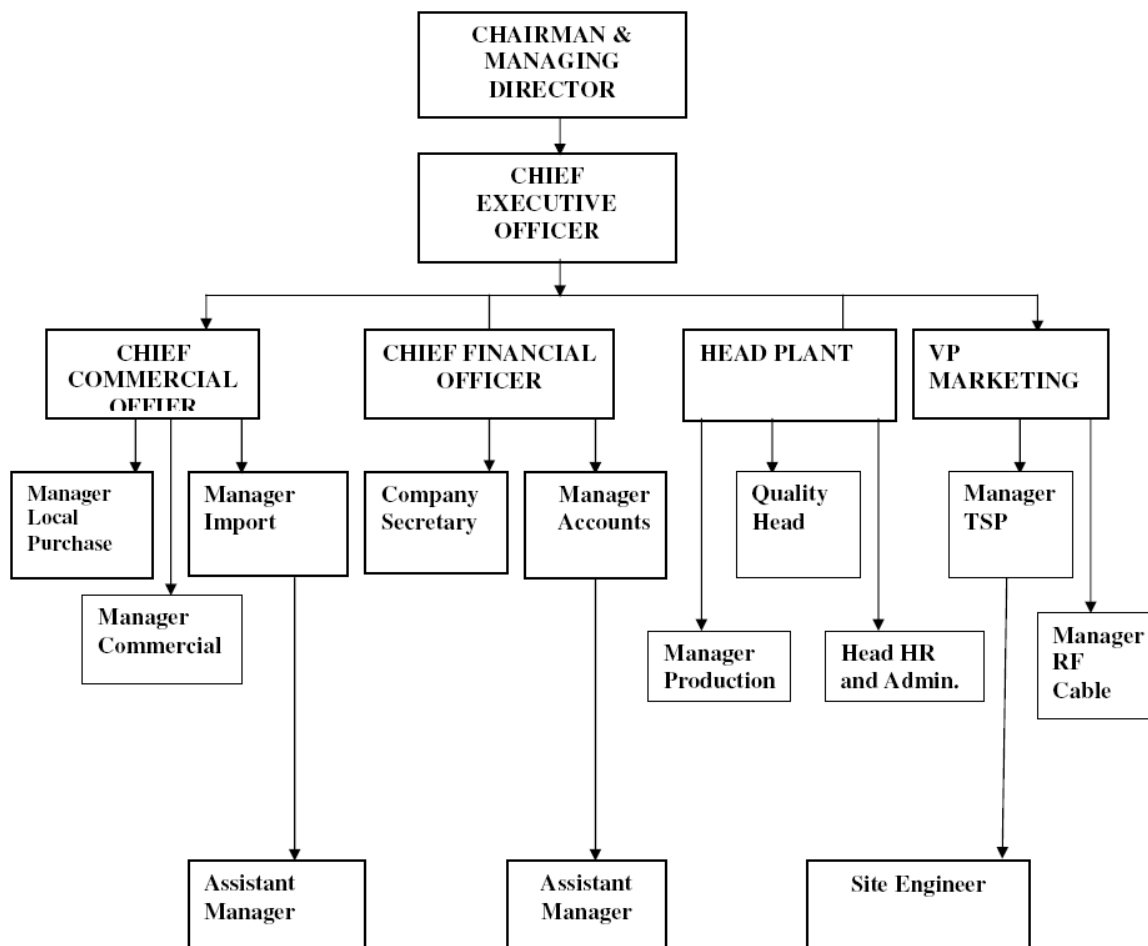 CHAIRMAN &
MANAGING
DIRECTOR
CHIEF
EXECUTIVE
OFFICER
CHIEF
COMMERCIAL
OFFIER
CHIEF FINANCIAL
OFFICER
HEAD PLANT
VP
MARKETING
Manager
Local
Purchase
Manager
Import
Company
Secretary
Manager
Accounts
Quality
Head
Manager
TSP
Manager
Commercial
Manager
Production
Head HR
and Admin.
Manager
RF
Cable
Assistant
Manager
Assistant
Manager
Site Engineer